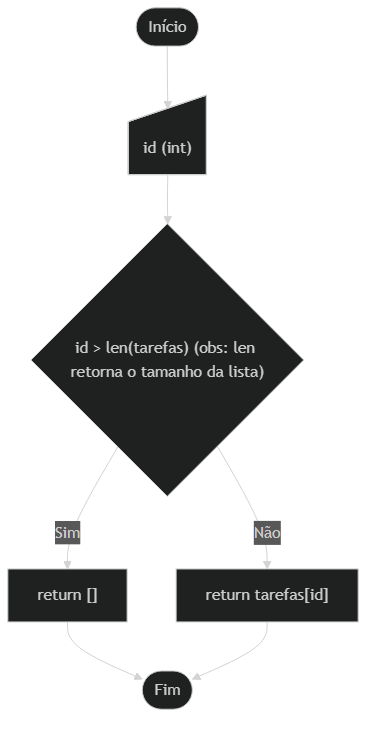 Início
id (int)
id > len(tarefas) (obs: len
retorna o tamanho da lista)
Sim
Não
return []
return tarefas[id]
Fim